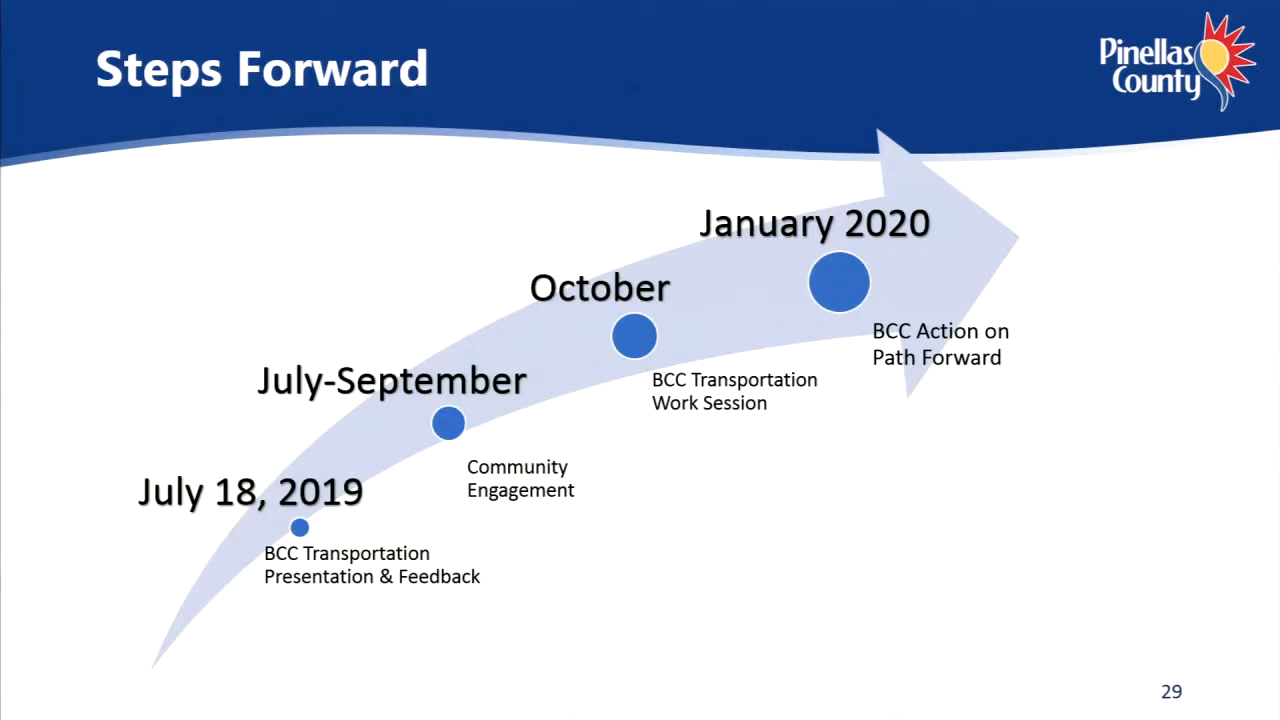 Steps Forward
Pinellas
County
January 2020
October
BCC Action on
Path Forward
July-September
BCC Transportation
Work Session
Community
Engagement
July 18, 2019
BCC Transportation
Presentation & Feedback
29